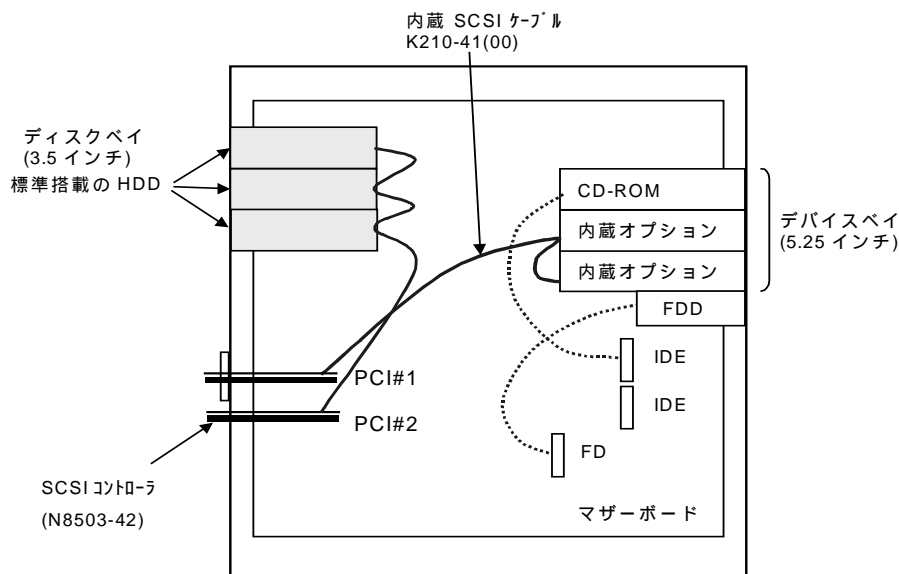 内蔵 SCSI ｹｰﾌﾞﾙ
K210-41(00)
ディスクベイ
(3.5 インチ)
標準搭載の HDD
CD-ROM
内蔵オプション
内蔵オプション
デバイスベイ
(5.25 インチ)
FDD
IDE
PCI#1
IDE
PCI#2
FD
SCSI ｺﾝﾄﾛｰﾗ
(N8503-42)
マザーボード